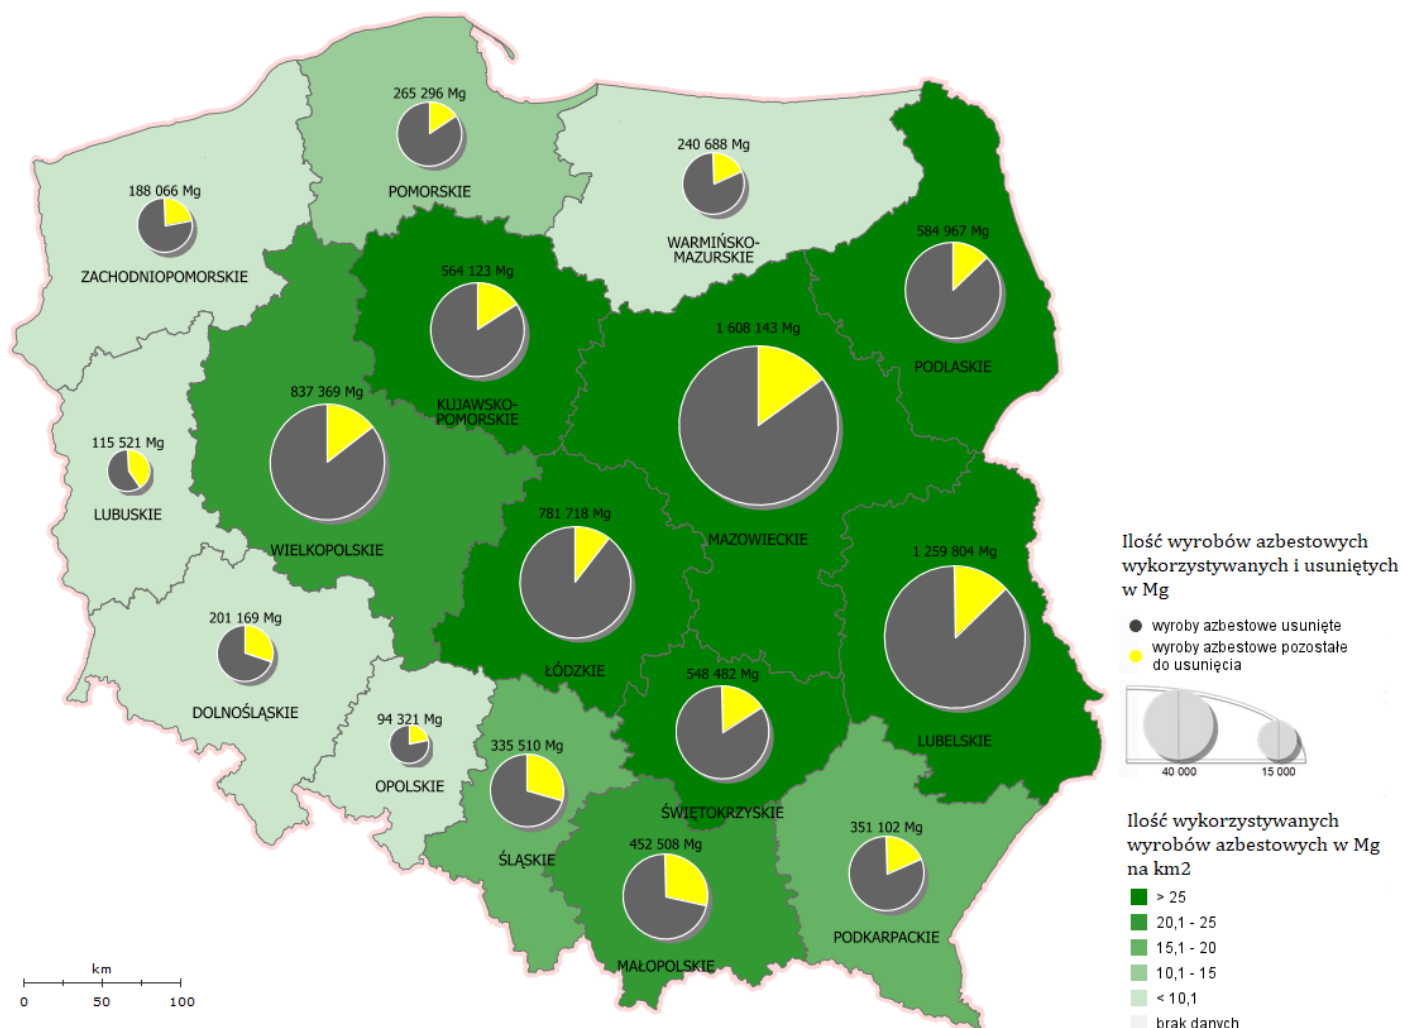 265 296 Mg
POMORSKIE
240 688 Mg
WARMIŃSKO-
MAZURSKIE
188 066 Mg
ZACHODNIOPOMORSKIE
584 967 Mg
PODLASKIE
564 123 Mg
KUJAWSKO-
POMORSKIE
1 608 143 Mg
MAZOWIECKIE
837 369 Mg
WIELKOPOLSKIE
115 521 Mg
LUBUSKIE
781 718 Mg
ŁÓDZKIE
1 259 804 Mg
LUBELSKIE
201 169 Mg
DOLNOŚLĄSKIE
94 321 Mg
OPOLSKIE
335 510 Mg
ŚLĄSKIE
548 482 Mg
ŚWIĘTOKRZYSKIE
452 508 Mg
MAŁOPOLSKIE
351 102 Mg
PODKARPACKIE
km
0 50 100
Ilość wyrobów azbestowych
wykorzystywanych i usuniętych
w Mg
wyroby azbestowe usunięte
wyroby azbestowe pozostałe
do usunięcia
40 000 15 000
Ilość wykorzystywanych
wyrobów azbestowych w Mg
na km2
> 25
20,1 - 25
15,1 - 20
10,1 - 15
< 10,1
brak danych